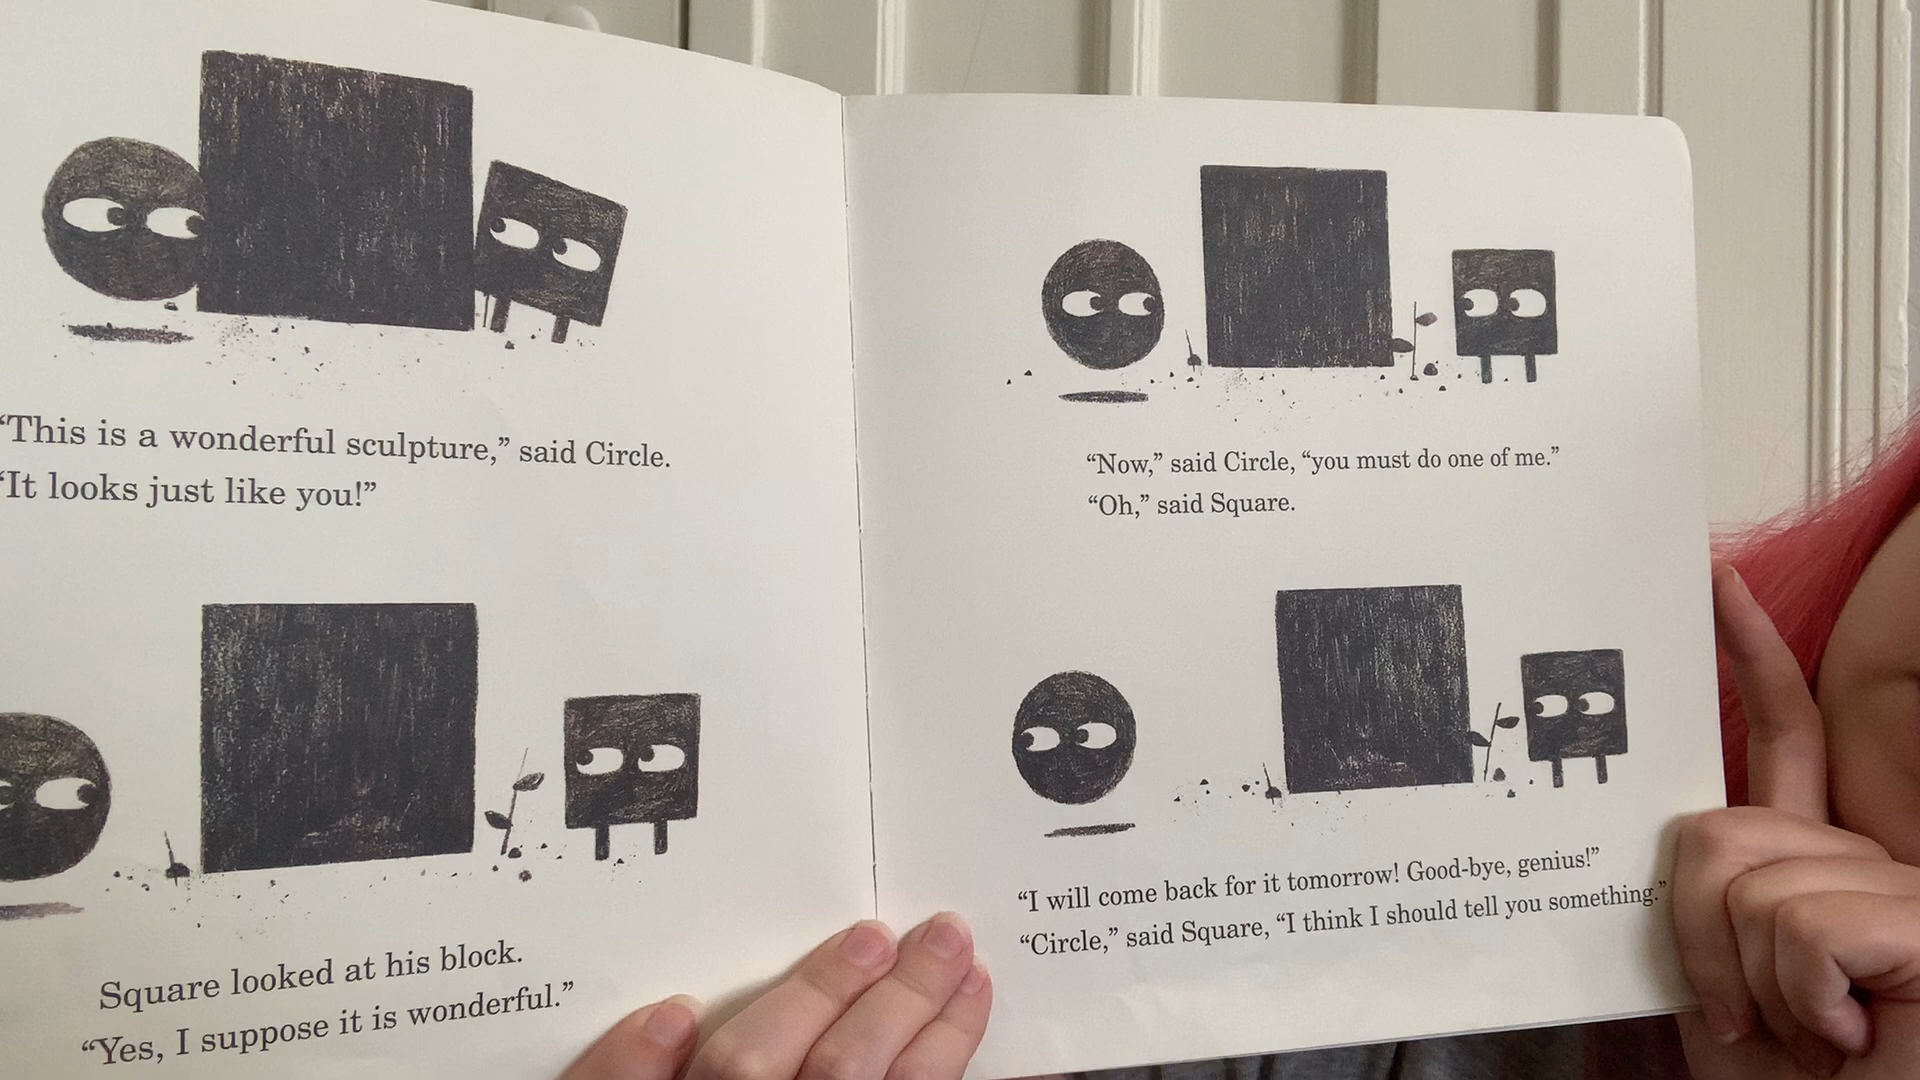 “This is a wonderful sculpture,” said Circle.
“It looks just like you!”
Square looked at his block.
“Yes, I suppose it is wonderful.”
“Now,” said Circle, “you must do one of me.”
“Oh,” said Square.
“I will come back for it tomorrow! Good-bye, genius!”
“Circle,” said Square, “I think I should tell you something.”